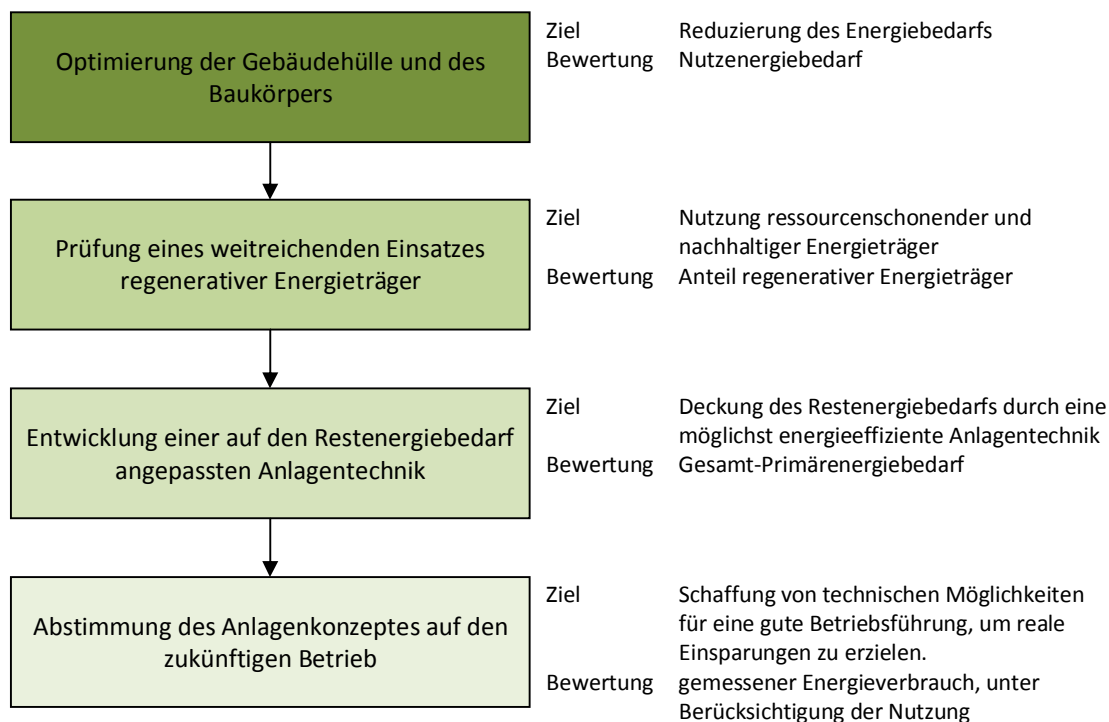 Optimierung der Gebäudehülle und des
Baukörpers
Ziel Reduzierung des Energiebedarfs
Bewertung Nutzenergiebedarf
Prüfung eines weitreichenden Einsatzes
regenerativer Energieträger
Ziel Nutzung ressourcenschonender und
nachhaltiger Energieträger
Bewertung Anteil regenerativer Energieträger
Entwicklung einer auf den Restenergiebedarf
angepassten Anlagentechnik
Ziel Deckung des Restenergiebedarfs durch eine
möglichst energieeffiziente Anlagentechnik
Bewertung Gesamt-Primärenergiebedarf
Abstimmung des Anlagenkonzeptes auf den
zukünftigen Betrieb
Ziel Schaffung von technischen Möglichkeiten
für eine gute Betriebsführung, um reale
Einsparungen zu erzielen.
Bewertung gemessener Energieverbrauch, unter
Berücksichtigung der Nutzung